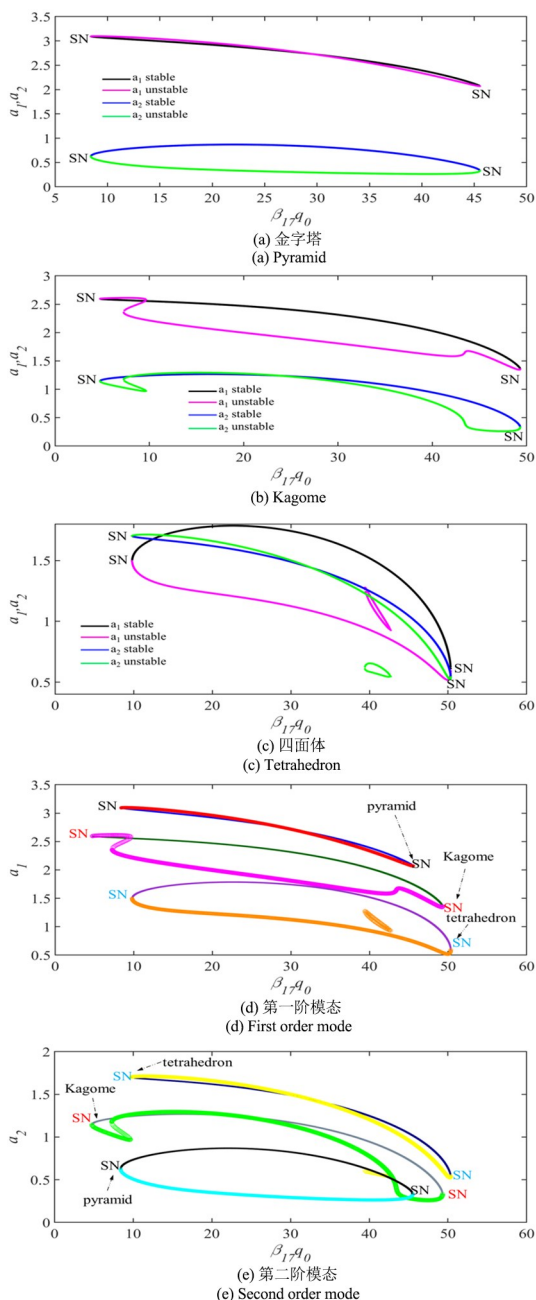 3.5
3
2.5
2
1.5
1
0.5
0
a₁,a₂
SN
SN
a₁ stable
a₁ unstable
a₂ stable
a₂ unstable
SN
SN
5 10 15 20 25 30 35 40 45 50
β₁₇q₀
(a) 金字塔
(a) Pyramid
3
2.5
2
1.5
1
0.5
0
a₁,a₂
SN
SN
SN
a₁ stable
a₁ unstable
a₂ stable
a₂ unstable
SN
0 10 20 30 40 50
β₁₇q₀
(b) Kagome
1.5
1
0.5
a₁,a₂
SN
SN
a₁ stable
a₁ unstable
a₂ stable
a₂ unstable
SN
SN
0 10 20 30 40 50 60
β₁₇q₀
(c) 四面体
(c) Tetrahedron
3.5
3
2.5
2
1.5
1
0.5
a₁
SN
pyramid
SN
SN
Kagome
SN
SN
tetrahedron
SN
0 10 20 30 40 50 60
β₁₇q₀
(d) 第一阶模态
(d) First order mode
2
1.5
1
0.5
0
a₂
SN
tetrahedron
Kagome
SN
SN
SN
pyramid
SN
SN
0 10 20 30 40 50 60
β₁₇q₀
(e) 第二阶模态
(e) Second order mode